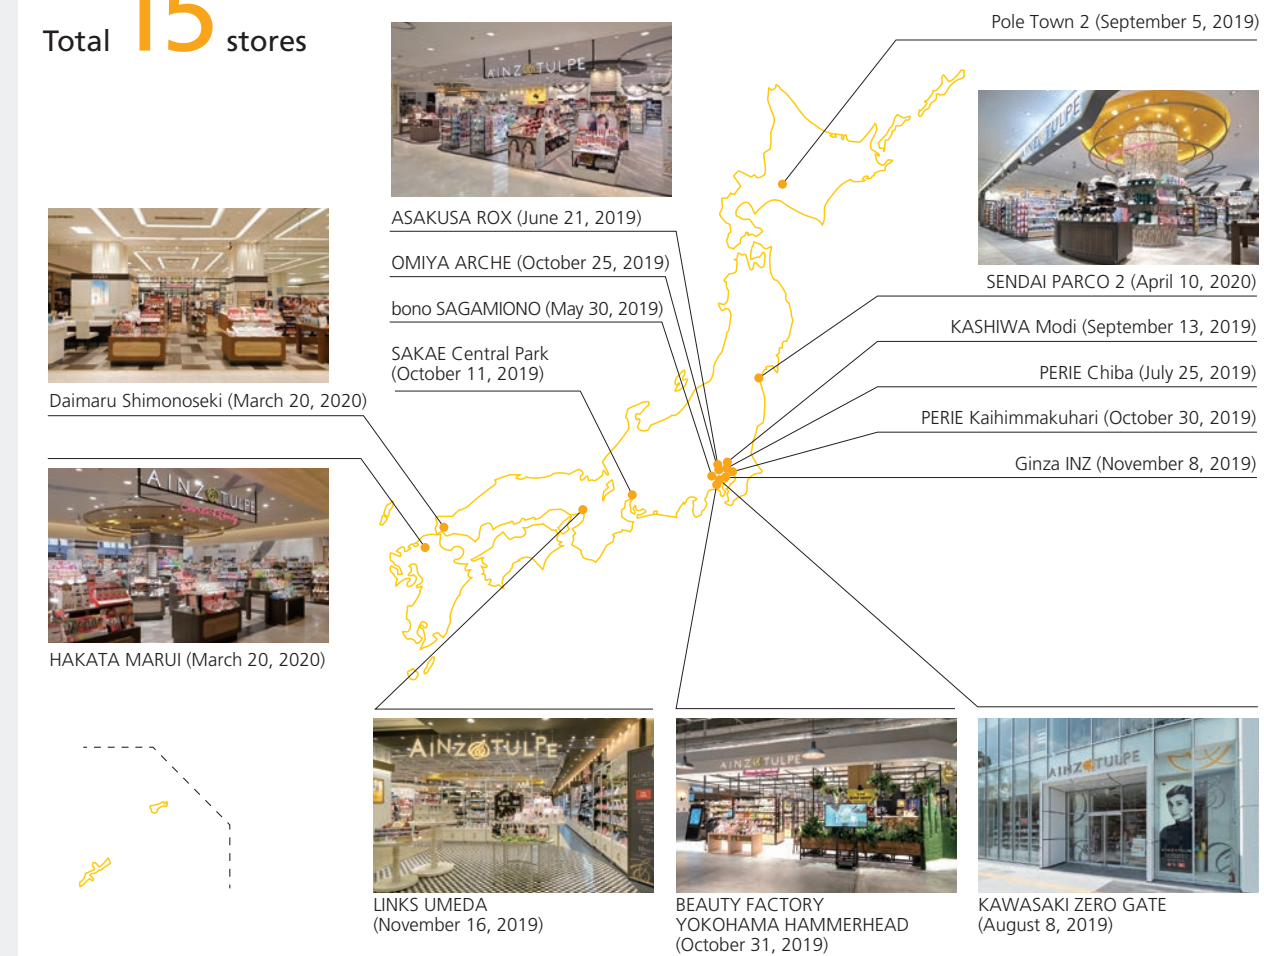 Total 15 stores
Pole Town 2 (September 5, 2019)
AINZ TULPE
ASAKUSA ROX (June 21, 2019)
OMIYA ARCHE (October 25, 2019)
bono SAGAMIONO (May 30, 2019)
SAKAE Central Park
(October 11, 2019)
AINZ TULPE
SENDAI PARCO 2 (April 10, 2020)
KASHIWA Modi (September 13, 2019)
PERIE Chiba (July 25, 2019)
PERIE Kaihimmakuhari (October 30, 2019)
Ginza INZ (November 8, 2019)
Daimaru Shimonoseki (March 20, 2020)
AINZ TULPE
HAKATA MARUI (March 20, 2020)
AINZ TULPE
LINKS UMEDA
(November 16, 2019)
AINZ TULPE
BEAUTY FACTORY
YOKOHAMA HAMMERHEAD
(October 31, 2019)
AINZ TULPE
KAWASAKI ZERO GATE
(August 8, 2019)